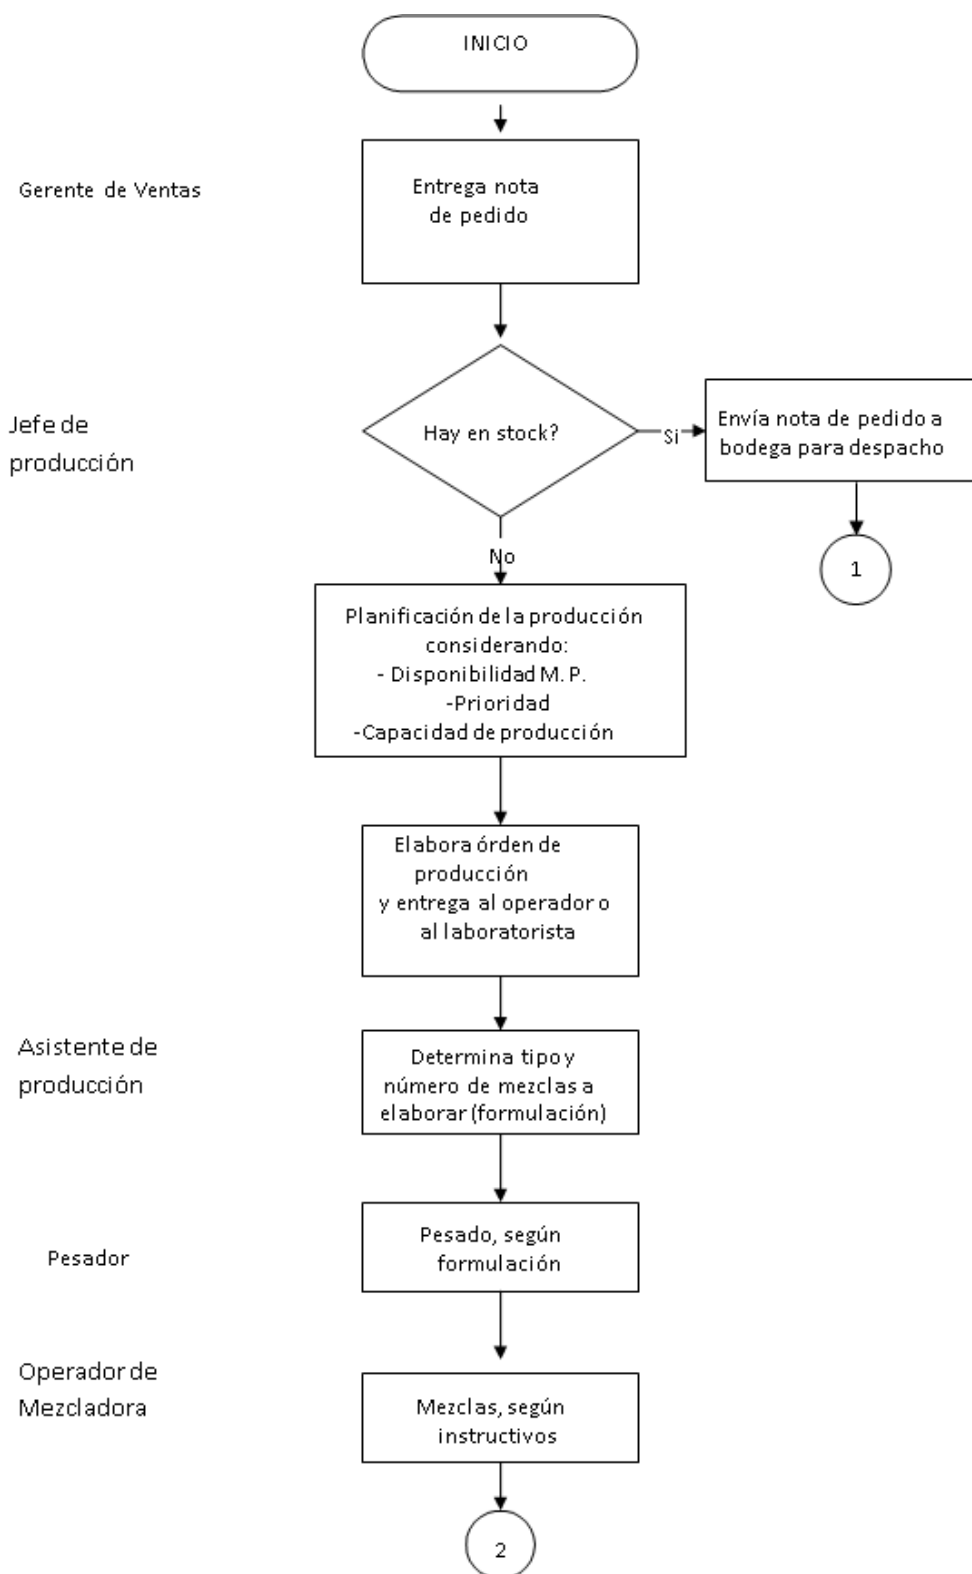 INICIO
Gerente de Ventas
Entrega nota
de pedido
Jefe de
producción
Hay en stock?
Si
Envía nota de pedido a
bodega para despacho
1
No
Planificación de la producción
considerando:
- Disponibilidad M. P.
-Prioridad
-Capacidad de producción
Elabora órden de
producción
y entrega al operador o
al laboratorista
Asistente de
producción
Determina tipo y
número de mezclas a
elaborar (formulación)
Pesador
Pesado, según
formulación
Operador de
Mezcladora
Mezclas, según
instructivos
2